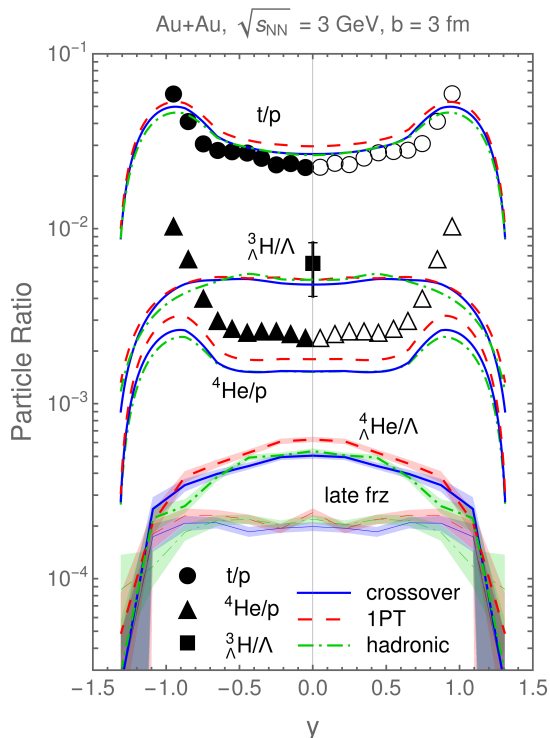 Au+Au, √sNN = 3 GeV, b = 3 fm
10⁻¹
t/p
10⁻²
³ΛH/Λ
Particle Ratio
⁴He/p
10⁻³
⁴ΛHe/Λ
late frz
10⁻⁴
t/p
⁴He/p
³ΛH/Λ
crossover
1PT
hadronic
−1.5 −1.0 −0.5 0.0 0.5 1.0 1.5
y